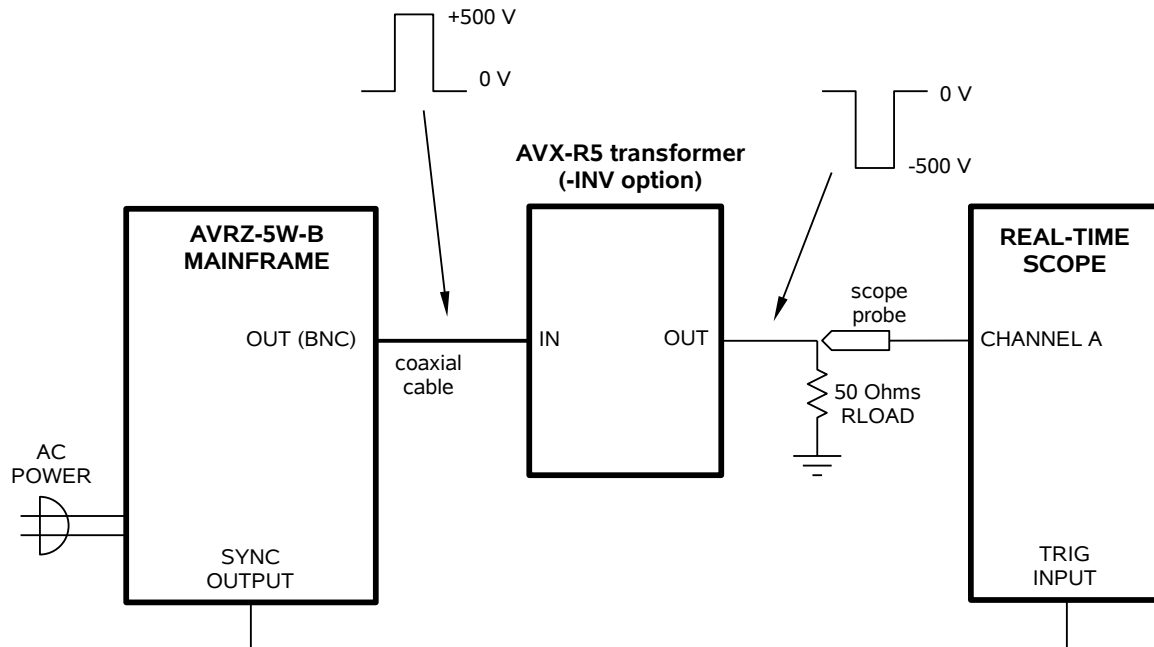 +500 V
0 V
0 V
-500 V
AVX-R5 transformer
(-INV option)
AVRZ-5W-B
MAINFRAME
REAL-TIME
SCOPE
scope
probe
OUT (BNC)
IN
OUT
CHANNEL A
coaxial
cable
50 Ohms
RLOAD
AC
POWER
SYNC
OUTPUT
TRIG
INPUT